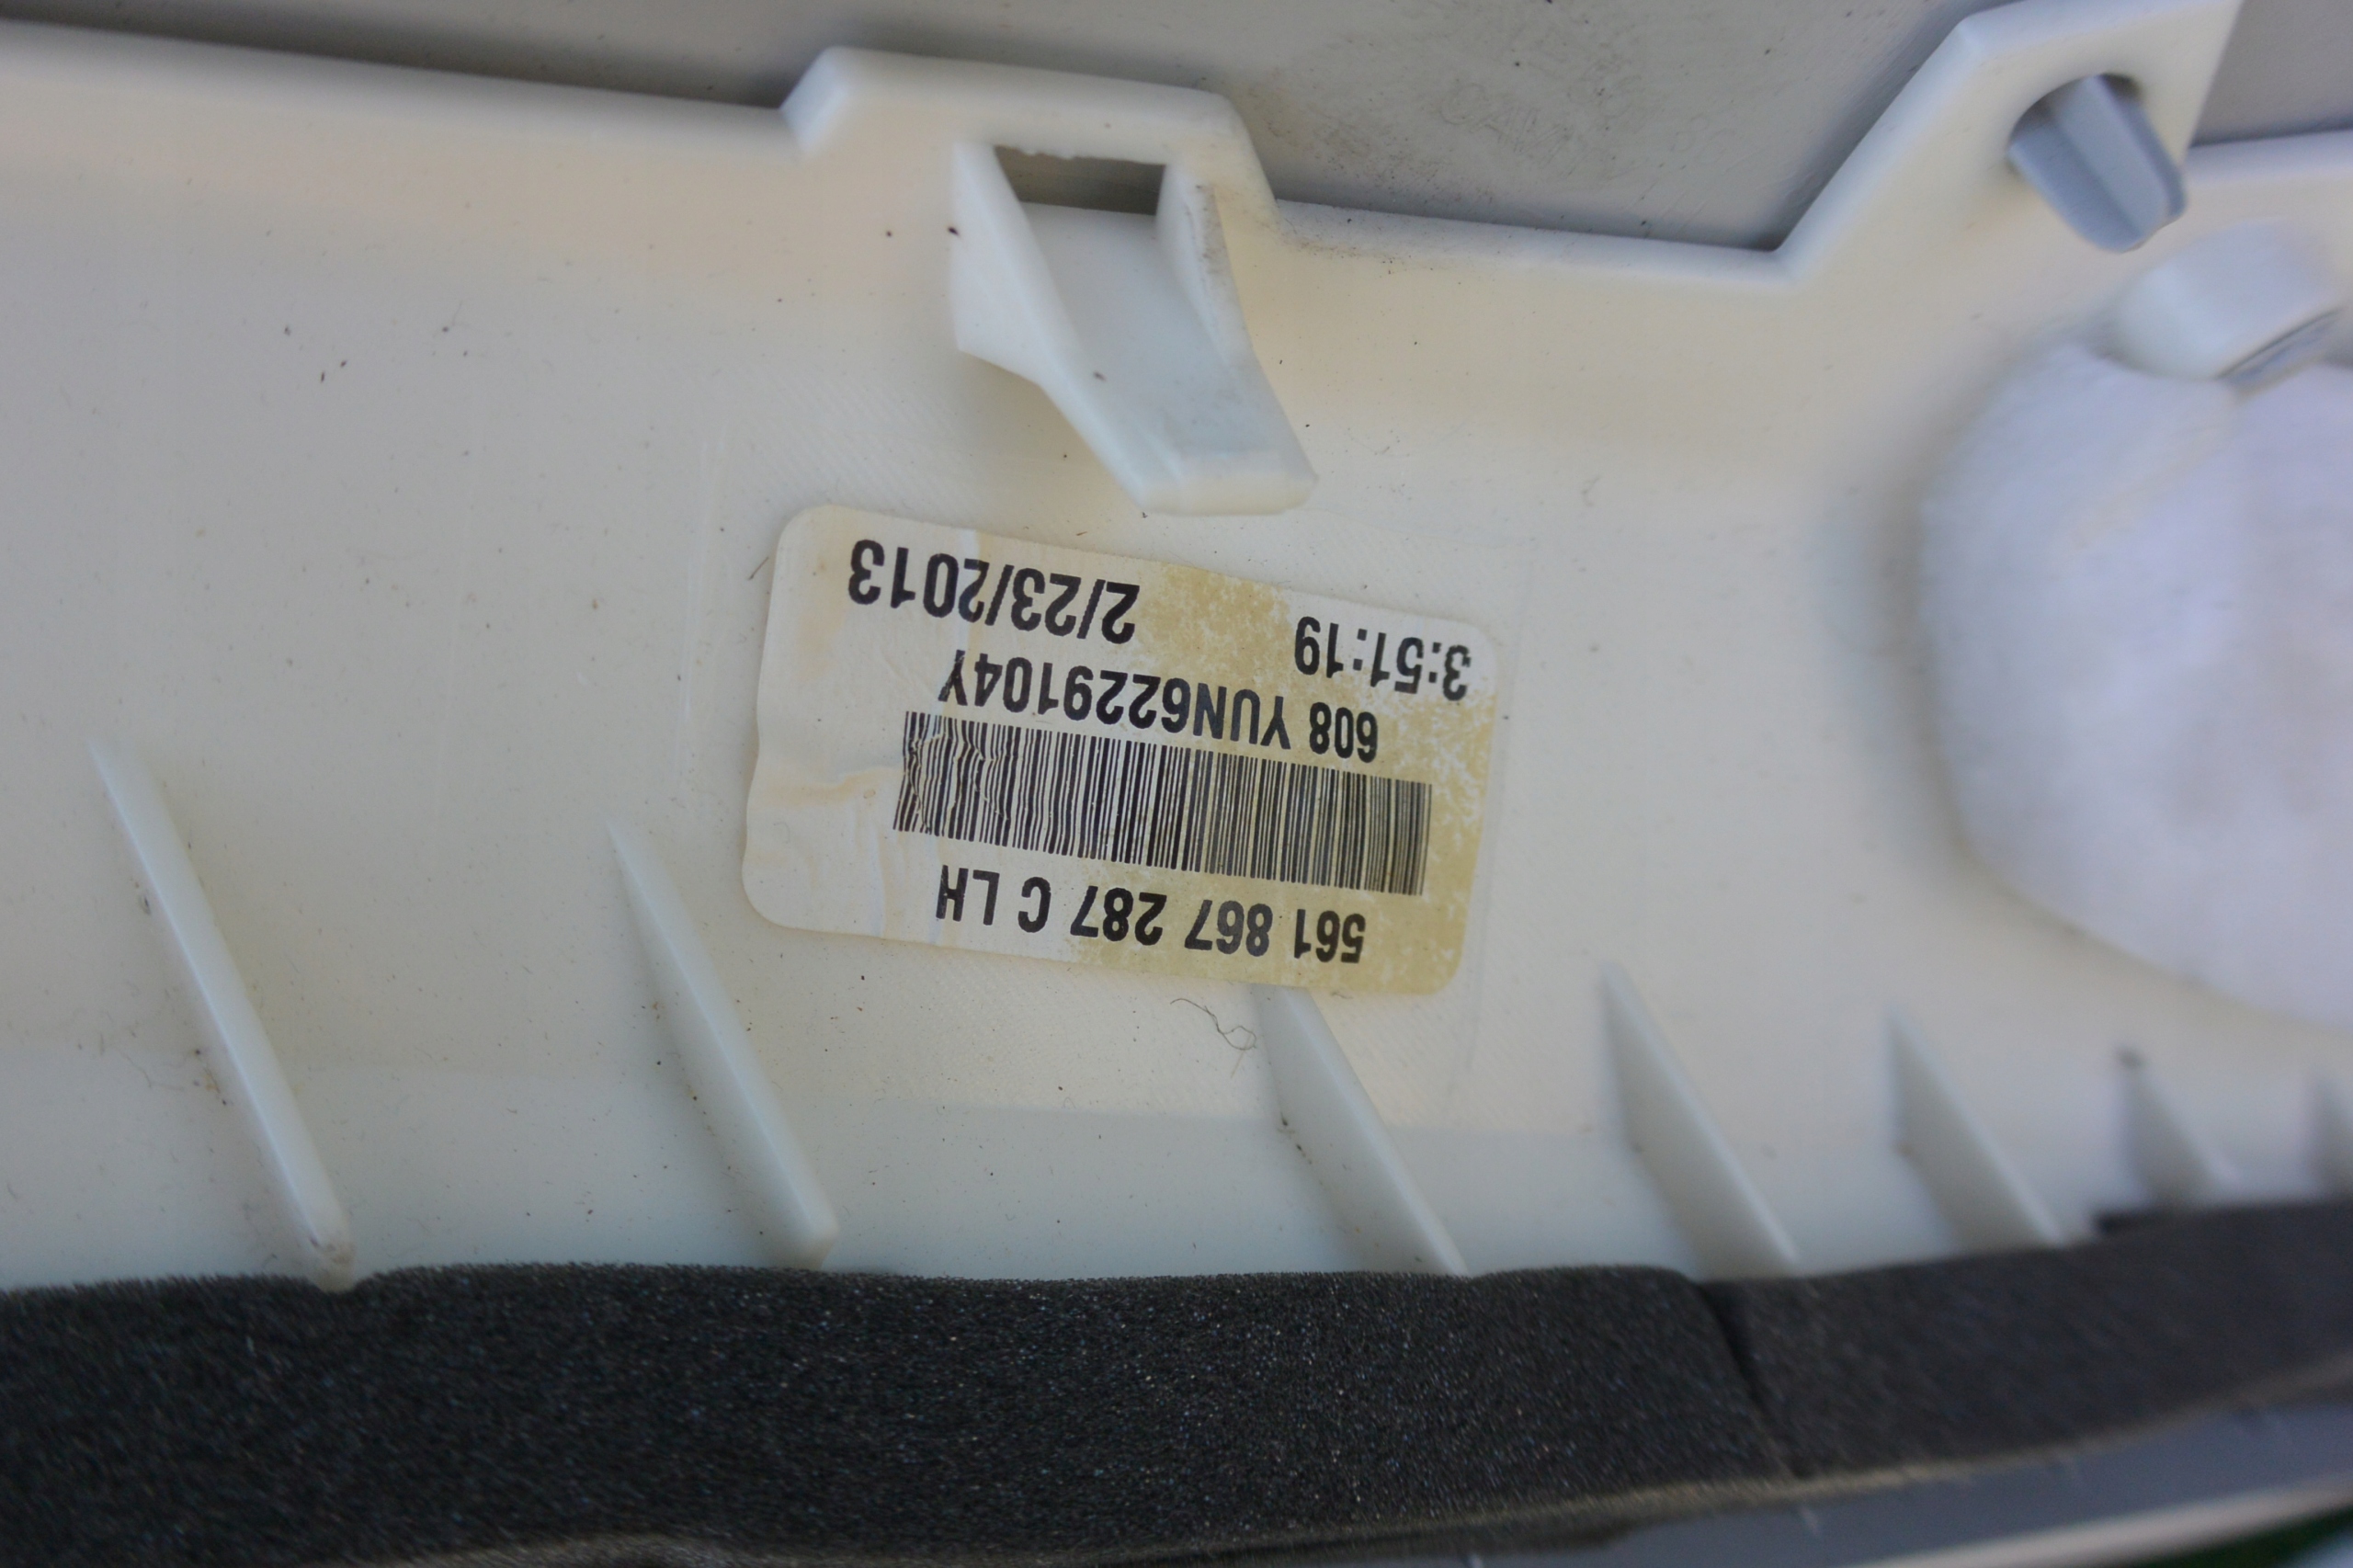 561 867 287 C LH
608 YUN6229104Y
3:51:19 2/23/2013